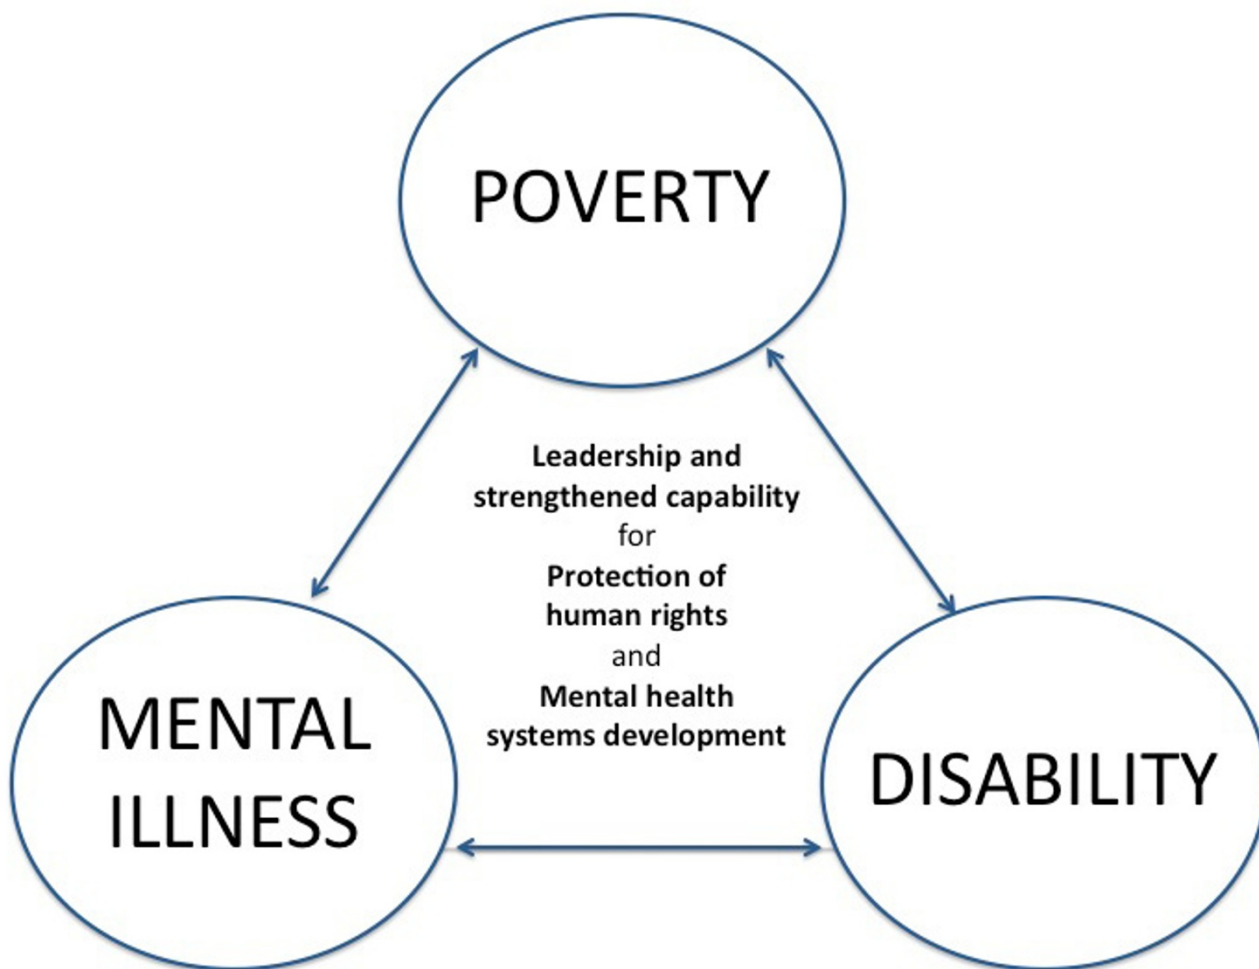 POVERTY
Leadership and
strengthened capability
for
Protection of
human rights
and
Mental health
systems development
MENTAL
ILLNESS
DISABILITY